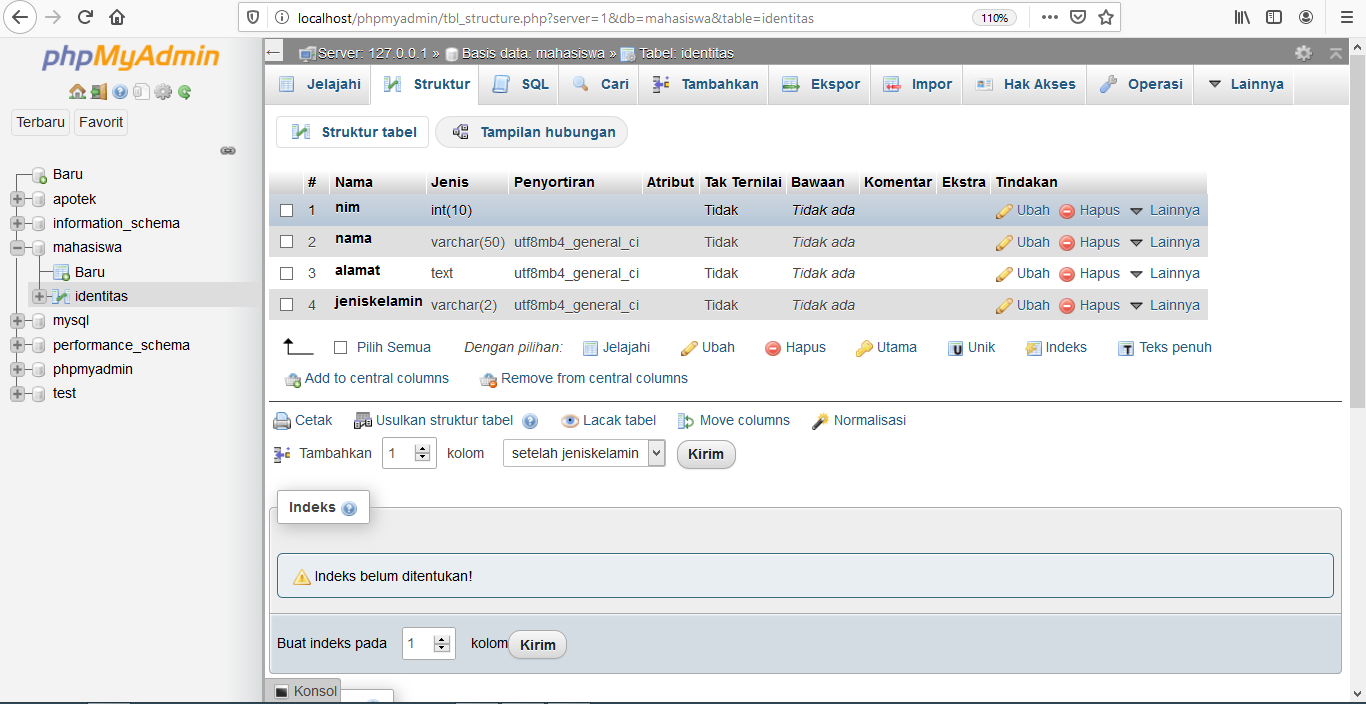 localhost/phpmyadmin/tbl_structure.php?server=1&db=mahasiswa&table=identitas 110%
phpMyAdmin
Terbaru Favorit
Baru
apotek
information_schema
mahasiswa
Baru
identitas
mysql
performance_schema
phpmyadmin
test
Server: 127.0.0.1 » Basis data: mahasiswa » Tabel: identitas
Jelajahi Struktur SQL Cari Tambahkan Ekspor Impor Hak Akses Operasi Lainnya
Struktur tabel Tampilan hubungan
# Nama Jenis Penyortiran Atribut Tak Ternilai Bawaan Komentar Ekstra Tindakan
1 nim int(10) Tidak Tidak ada Ubah Hapus Lainnya
2 nama varchar(50) utf8mb4_general_ci Tidak Tidak ada Ubah Hapus Lainnya
3 alamat text utf8mb4_general_ci Tidak Tidak ada Ubah Hapus Lainnya
4 jeniskelamin varchar(2) utf8mb4_general_ci Tidak Tidak ada Ubah Hapus Lainnya
Pilih Semua Dengan pilihan: Jelajahi Ubah Hapus Utama Unik Indeks Teks penuh
Add to central columns Remove from central columns
Cetak Usulkan struktur tabel Lacak tabel Move columns Normalisasi
Tambahkan 1 kolom setelah jeniskelamin Kirim
Indeks
Indeks belum ditentukan!
Buat indeks pada 1 kolom Kirim
Konsol